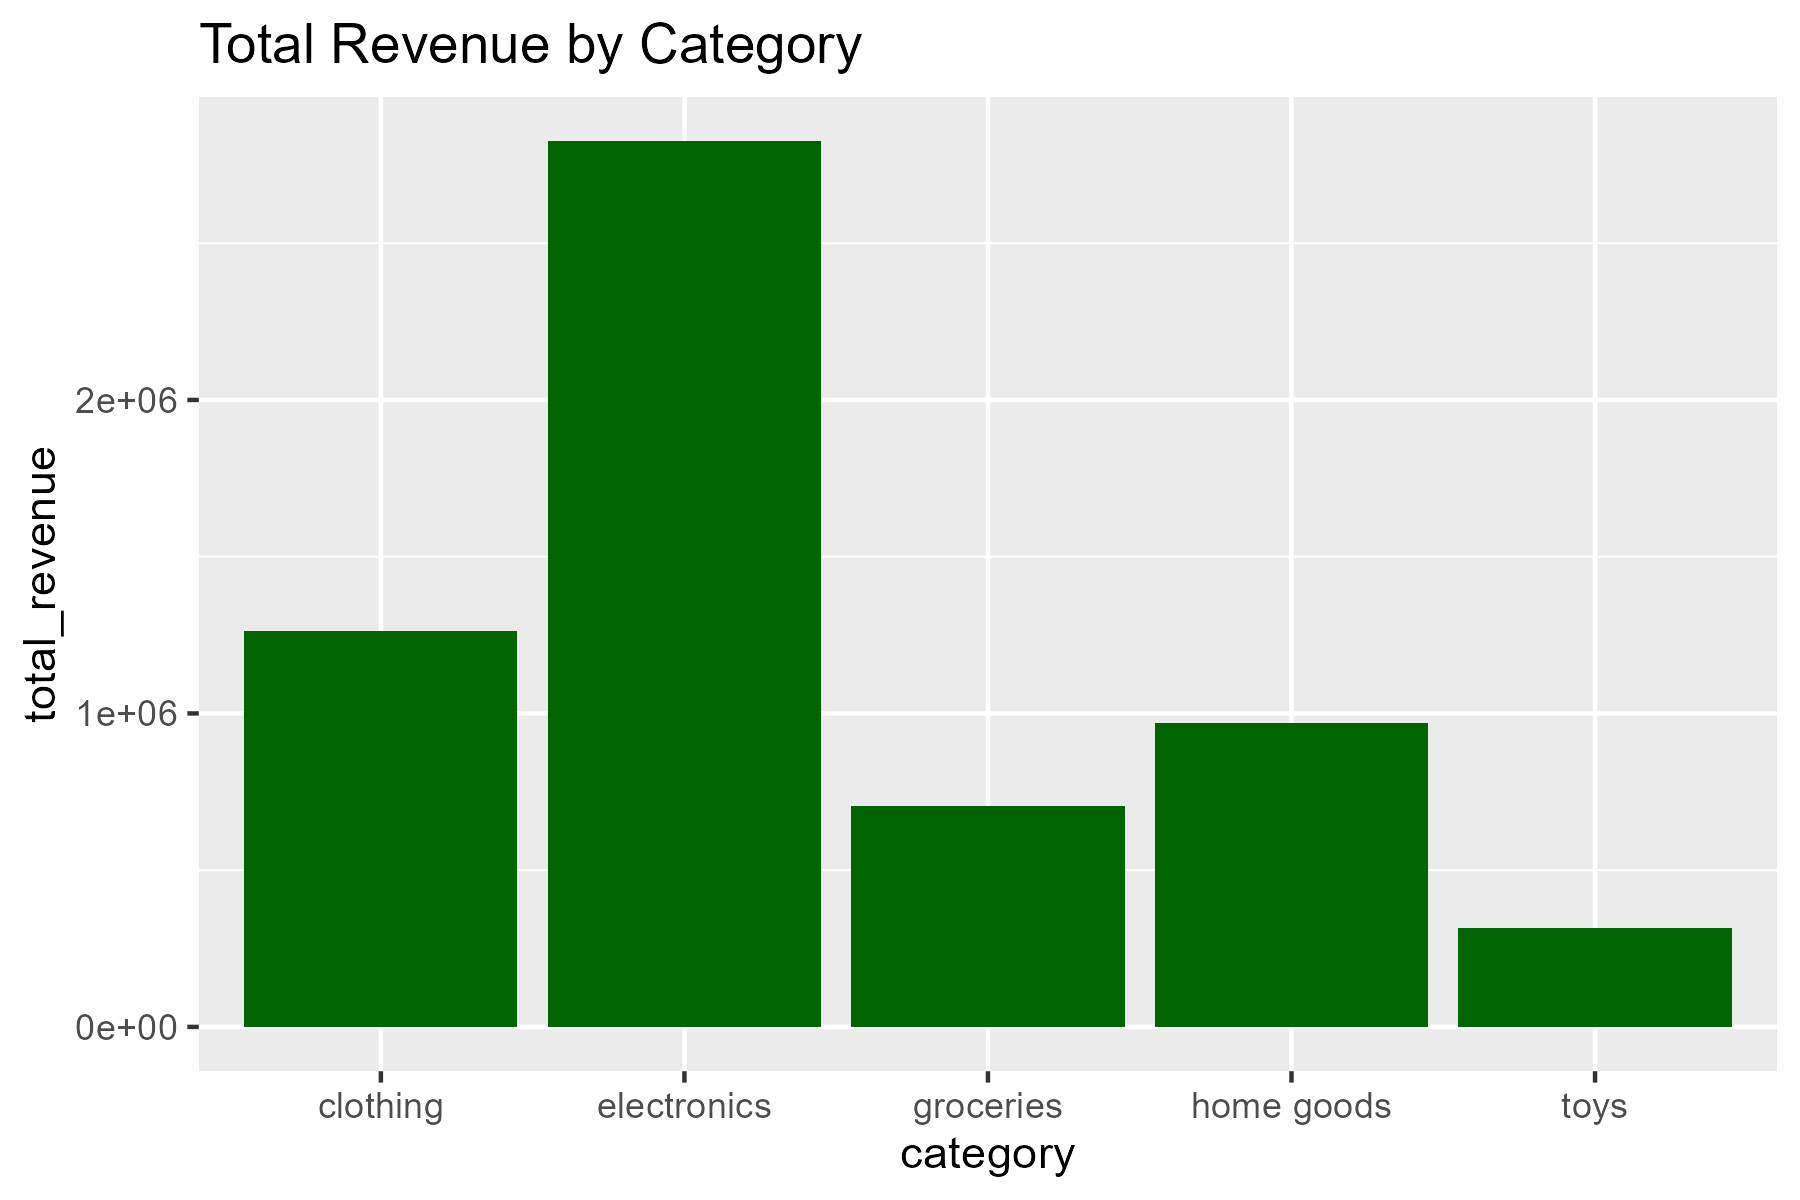 Total Revenue by Category
total_revenue
2e+06
1e+06
0e+00
clothing electronics groceries home goods toys
category